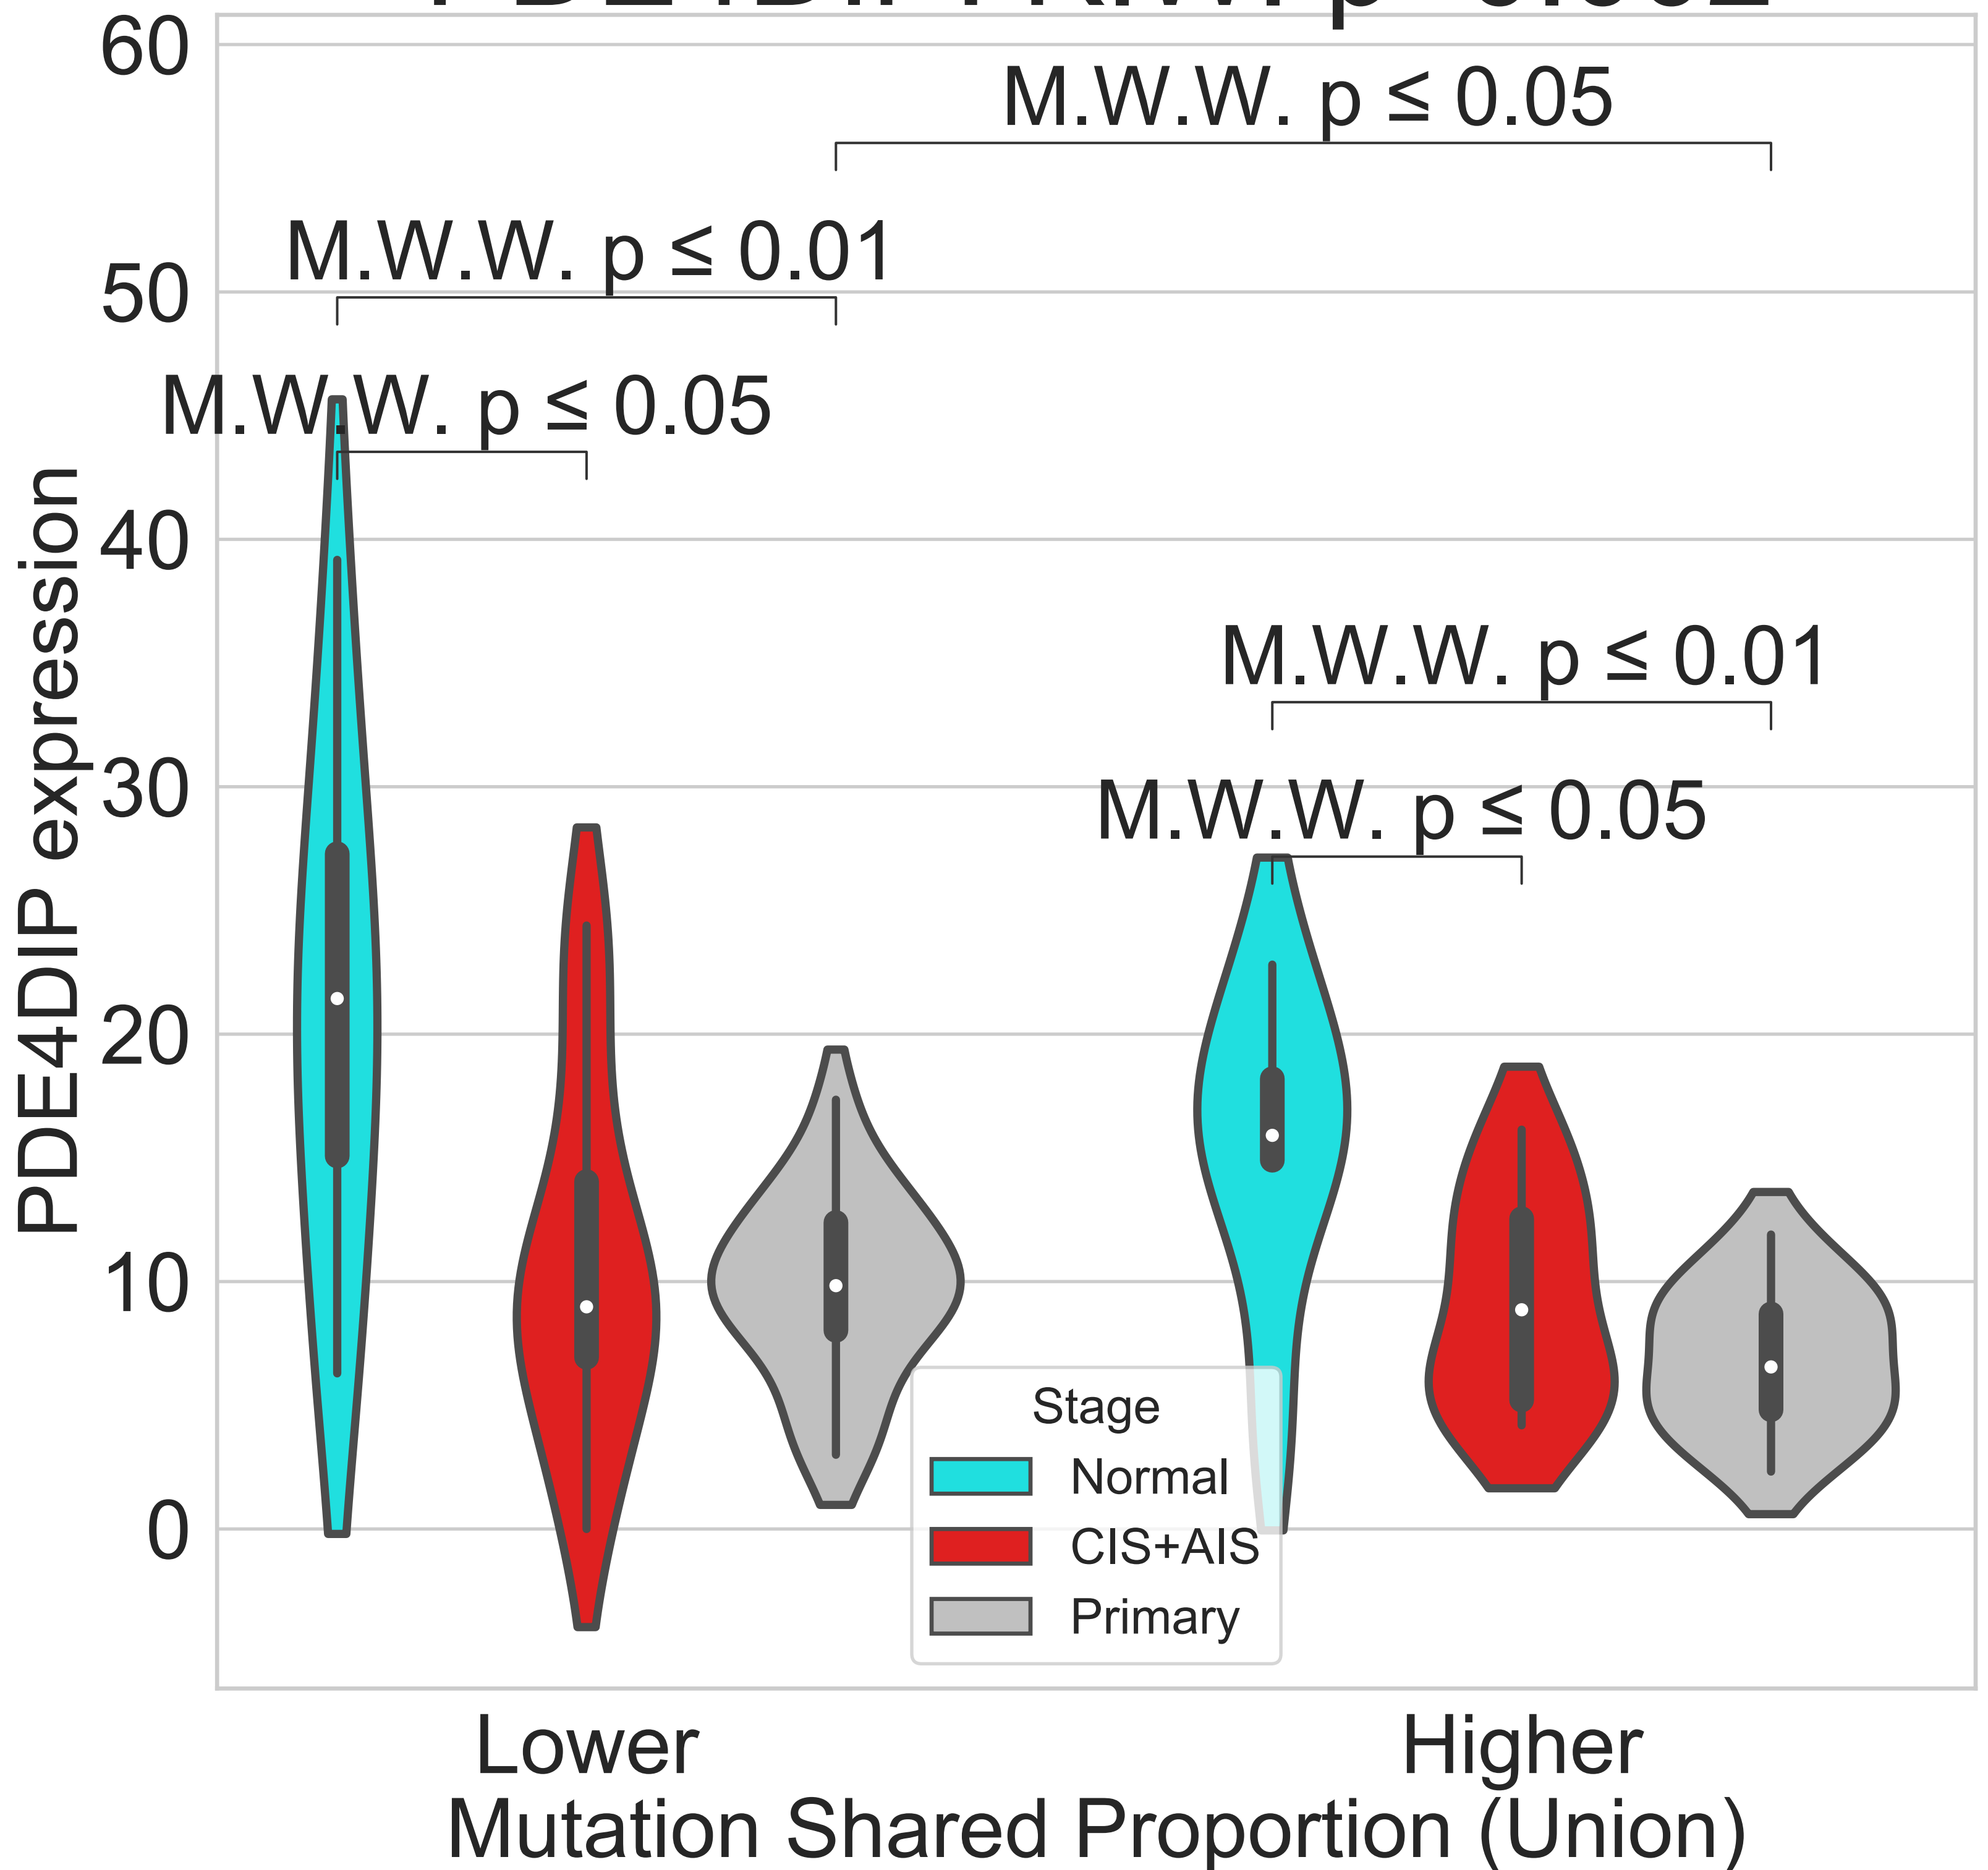 60
50
40
30
20
10
0
PDE4DIP expression
M.W.W. p ≤ 0.05
M.W.W. p ≤ 0.01
M.W.W. p ≤ 0.05
M.W.W. p ≤ 0.01
M.W.W. p ≤ 0.05
Stage
Normal
CIS+AIS
Primary
Lower
Higher
Mutation Shared Proportion (Union)